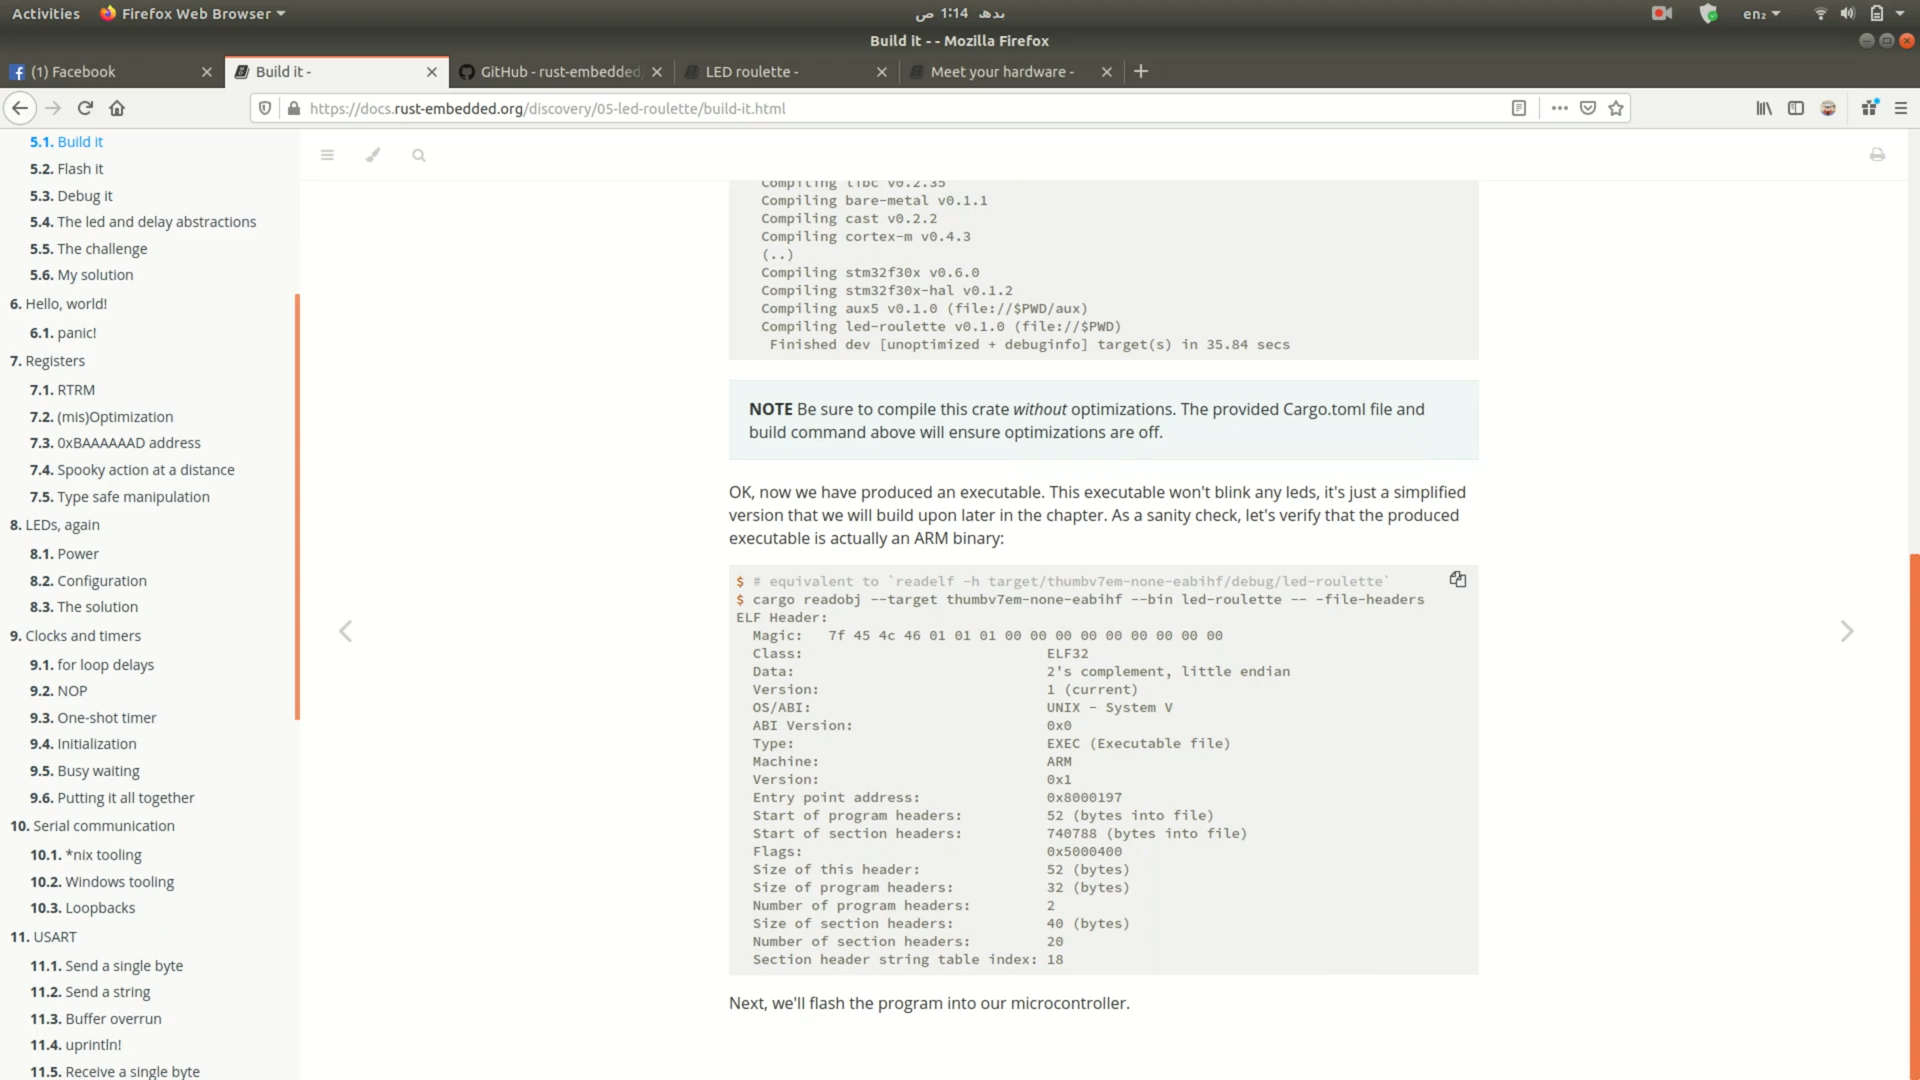 Activities Firefox Web Browser en₂
بدھ 1:14 ص
Build it - - Mozilla Firefox
(1) Facebook
Build it -
GitHub - rust-embedded
LED roulette -
Meet your hardware -
https://docs.rust-embedded.org/discovery/05-led-roulette/build-it.html
5.1. Build it
5.2. Flash it
5.3. Debug it
5.4. The led and delay abstractions
5.5. The challenge
5.6. My solution
6. Hello, world!
6.1. panic!
7. Registers
7.1. RTRM
7.2. (mis)Optimization
7.3. 0xBAAAAAAD address
7.4. Spooky action at a distance
7.5. Type safe manipulation
8. LEDs, again
8.1. Power
8.2. Configuration
8.3. The solution
9. Clocks and timers
9.1. for loop delays
9.2. NOP
9.3. One-shot timer
9.4. Initialization
9.5. Busy waiting
9.6. Putting it all together
10. Serial communication
10.1. *nix tooling
10.2. Windows tooling
10.3. Loopbacks
11. USART
11.1. Send a single byte
11.2. Send a string
11.3. Buffer overrun
11.4. uprintln!
11.5. Receive a single byte
Compiling libc v0.2.35
Compiling bare-metal v0.1.1
Compiling cast v0.2.2
Compiling cortex-m v0.4.3
(..)
Compiling stm32f30x v0.6.0
Compiling stm32f30x-hal v0.1.2
Compiling aux5 v0.1.0 (file://$PWD/aux)
Compiling led-roulette v0.1.0 (file://$PWD)
Finished dev [unoptimized + debuginfo] target(s) in 35.84 secs
NOTE Be sure to compile this crate without optimizations. The provided Cargo.toml file and
build command above will ensure optimizations are off.
OK, now we have produced an executable. This executable won't blink any leds, it's just a simplified
version that we will build upon later in the chapter. As a sanity check, let's verify that the produced
executable is actually an ARM binary:
$ # equivalent to `readelf -h target/thumbv7em-none-eabihf/debug/led-roulette`
$ cargo readobj --target thumbv7em-none-eabihf --bin led-roulette -- -file-headers
ELF Header:
Magic: 7f 45 4c 46 01 01 01 00 00 00 00 00 00 00 00 00
Class: ELF32
Data: 2's complement, little endian
Version: 1 (current)
OS/ABI: UNIX - System V
ABI Version: 0x0
Type: EXEC (Executable file)
Machine: ARM
Version: 0x1
Entry point address: 0x8000197
Start of program headers: 52 (bytes into file)
Start of section headers: 740788 (bytes into file)
Flags: 0x5000400
Size of this header: 52 (bytes)
Size of program headers: 32 (bytes)
Number of program headers: 2
Size of section headers: 40 (bytes)
Number of section headers: 20
Section header string table index: 18
Next, we'll flash the program into our microcontroller.